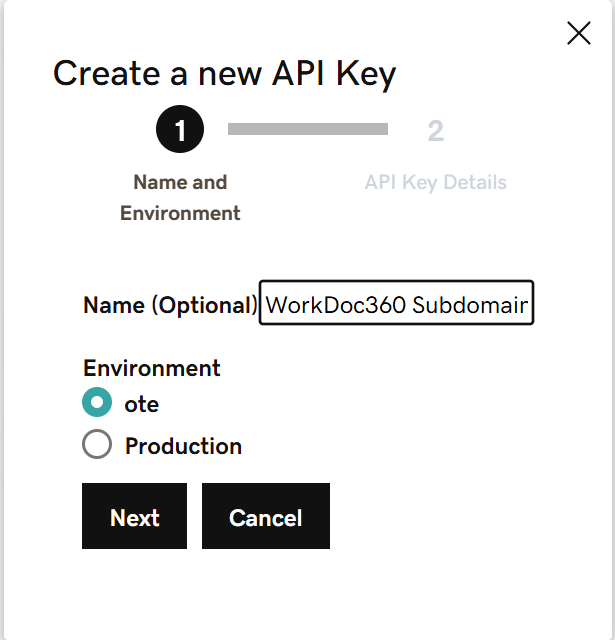 Create a new API Key
1
2
Name and
Environment
API Key Details
Name (Optional) WorkDoc360 Subdomain
Environment
ote
Production
Next
Cancel